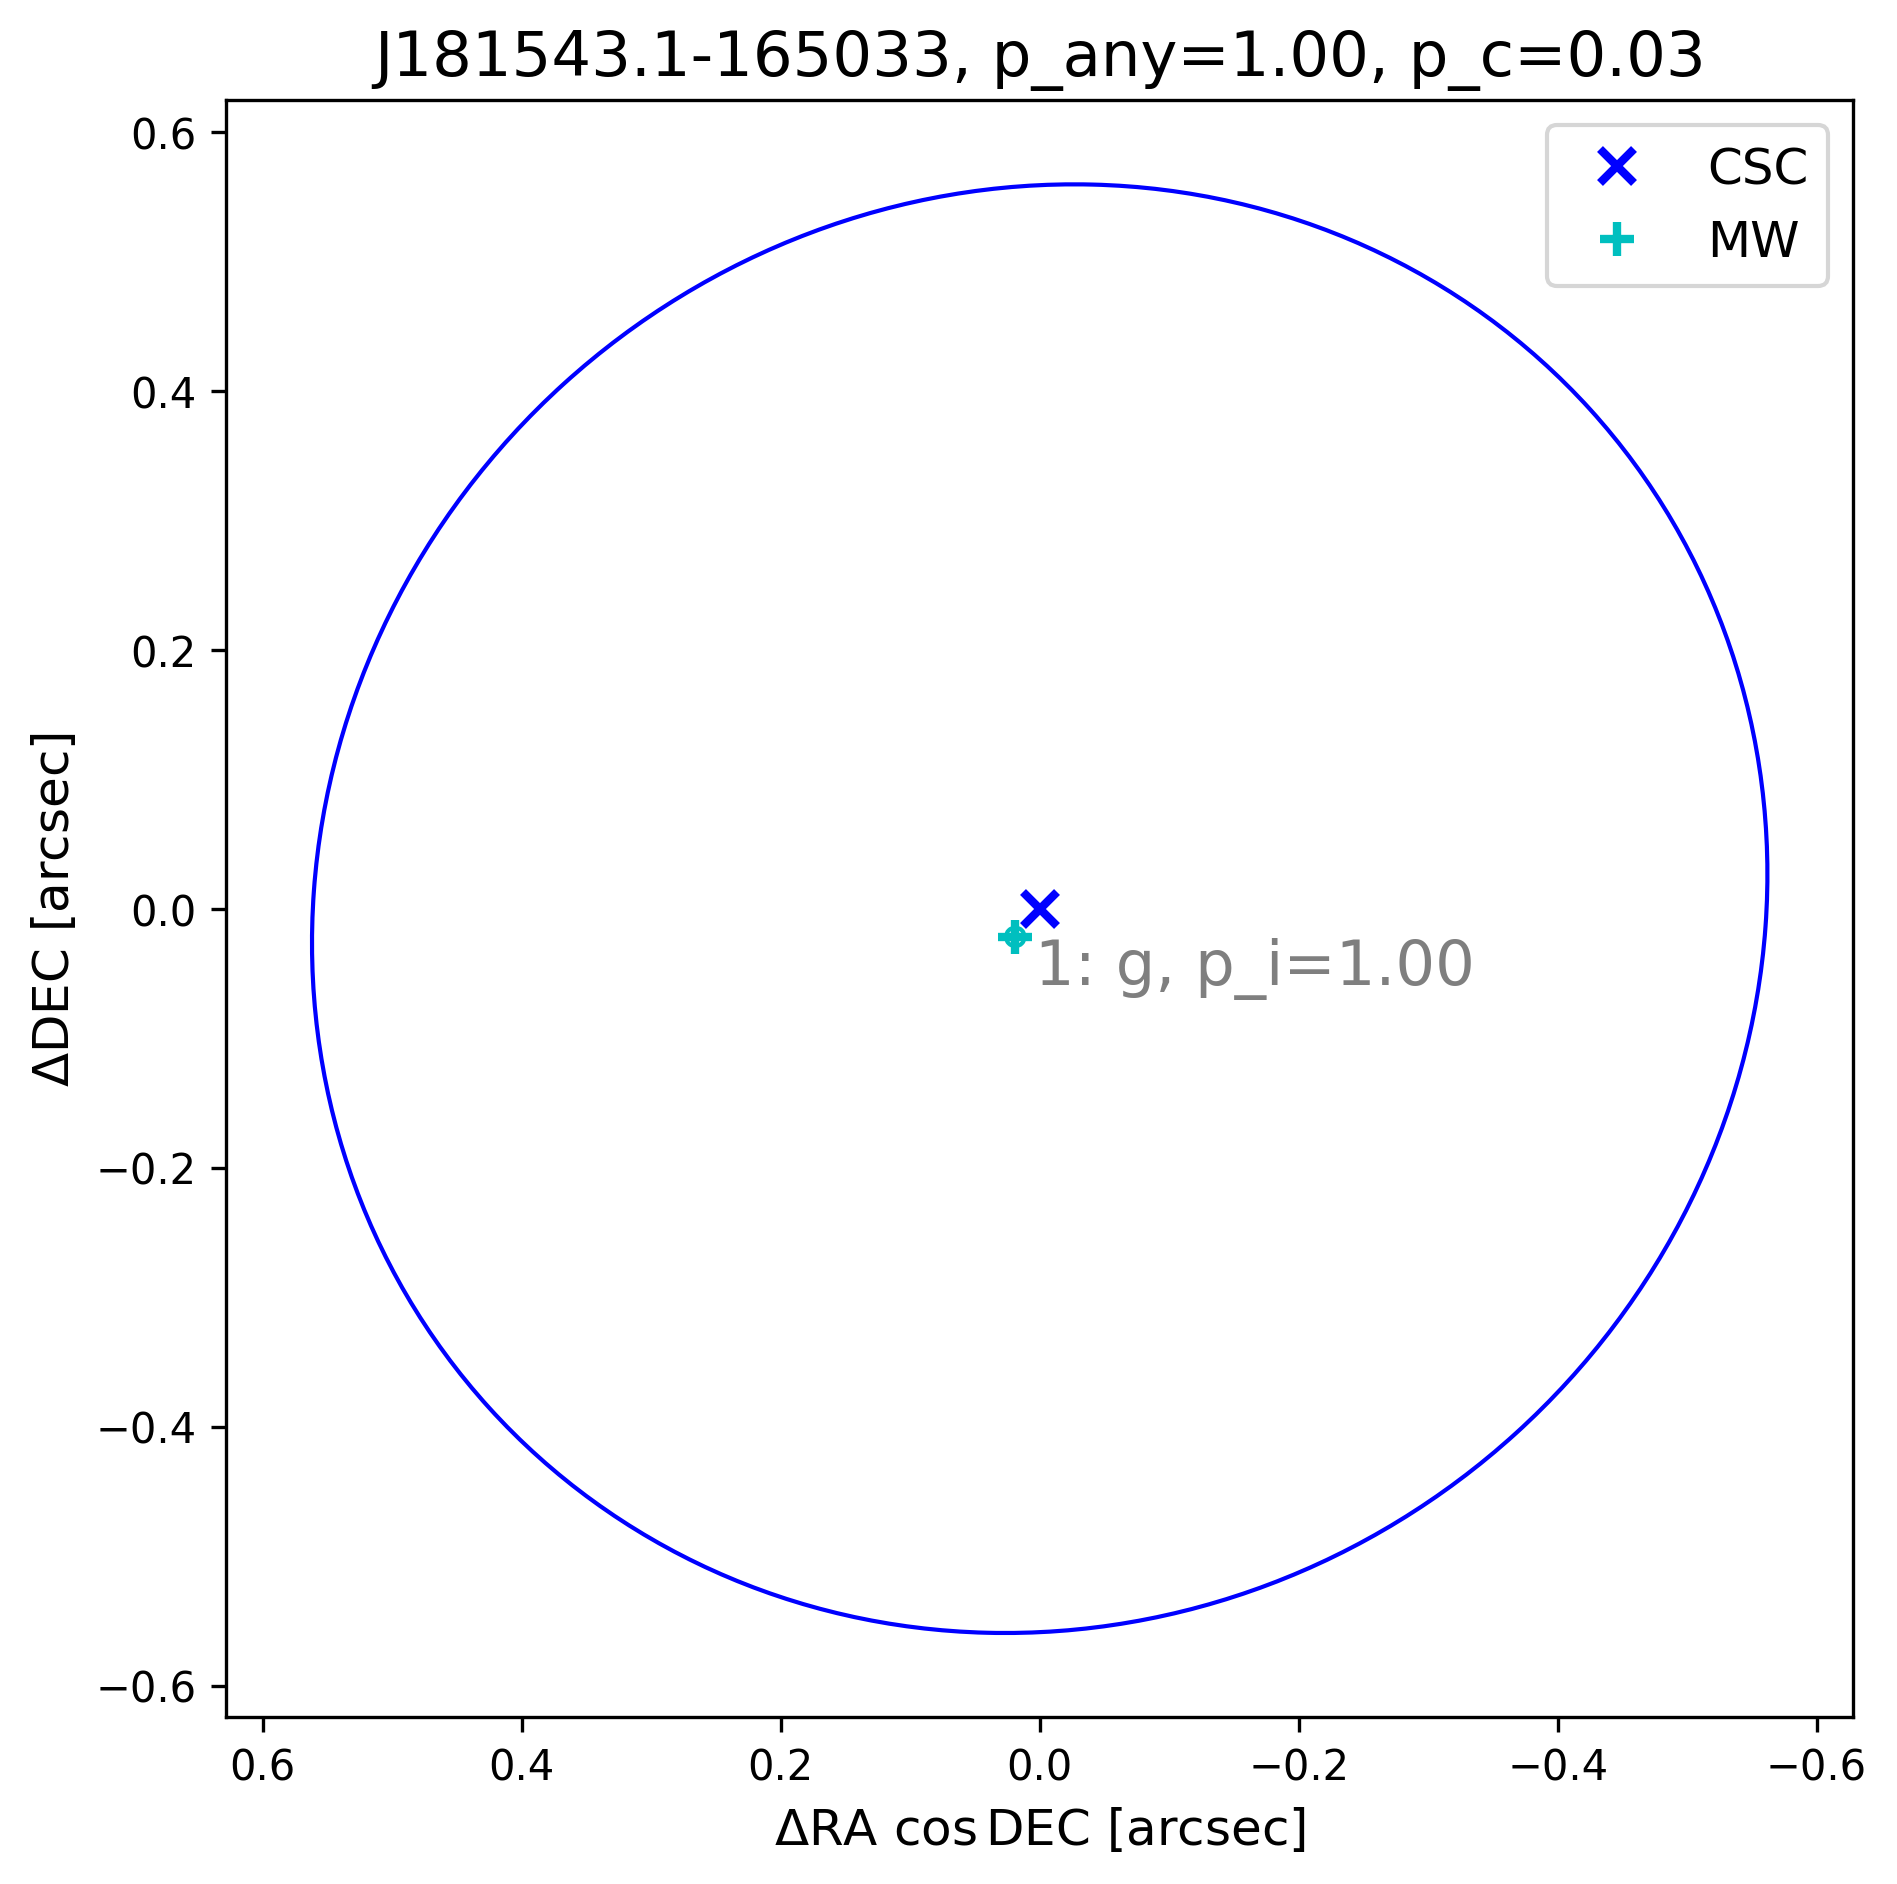 J181543.1-165033, p_any=1.00, p_c=0.03
CSC
MW
0.6
0.4
0.2
0.0
−0.2
−0.4
−0.6
ΔDEC [arcsec]
1: g, p_i=1.00
0.6 0.4 0.2 0.0 −0.2 −0.4 −0.6
ΔRA cos DEC [arcsec]